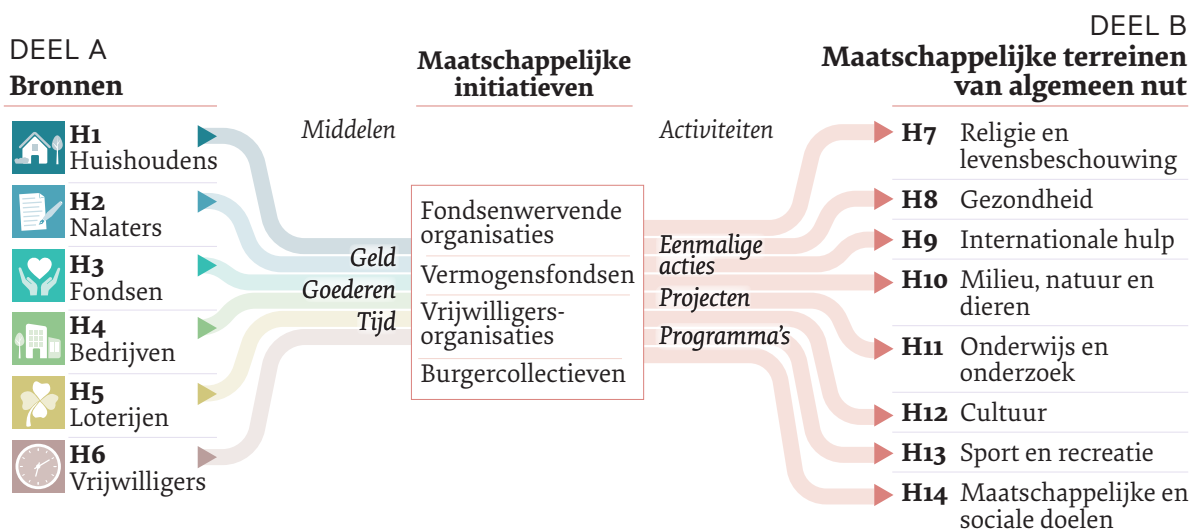 DEEL A
Bronnen
H1
Huishoudens
H2
Nalaters
H3
Fondsen
H4
Bedrijven
H5
Loterijen
H6
Vrijwilligers
Middelen
Geld
Goederen
Tijd
Maatschappelijke
initiatieven
Fondsenwervende
organisaties
Vermogensfondsen
Vrijwilligers-
organisaties
Burgercollectieven
Activiteiten
Eenmalige
acties
Projecten
Programma's
DEEL B
Maatschappelijke terreinen
van algemeen nut
H7 Religie en
levensbeschouwing
H8 Gezondheid
H9 Internationale hulp
H10 Milieu, natuur en
dieren
H11 Onderwijs en
onderzoek
H12 Cultuur
H13 Sport en recreatie
H14 Maatschappelijke en
sociale doelen